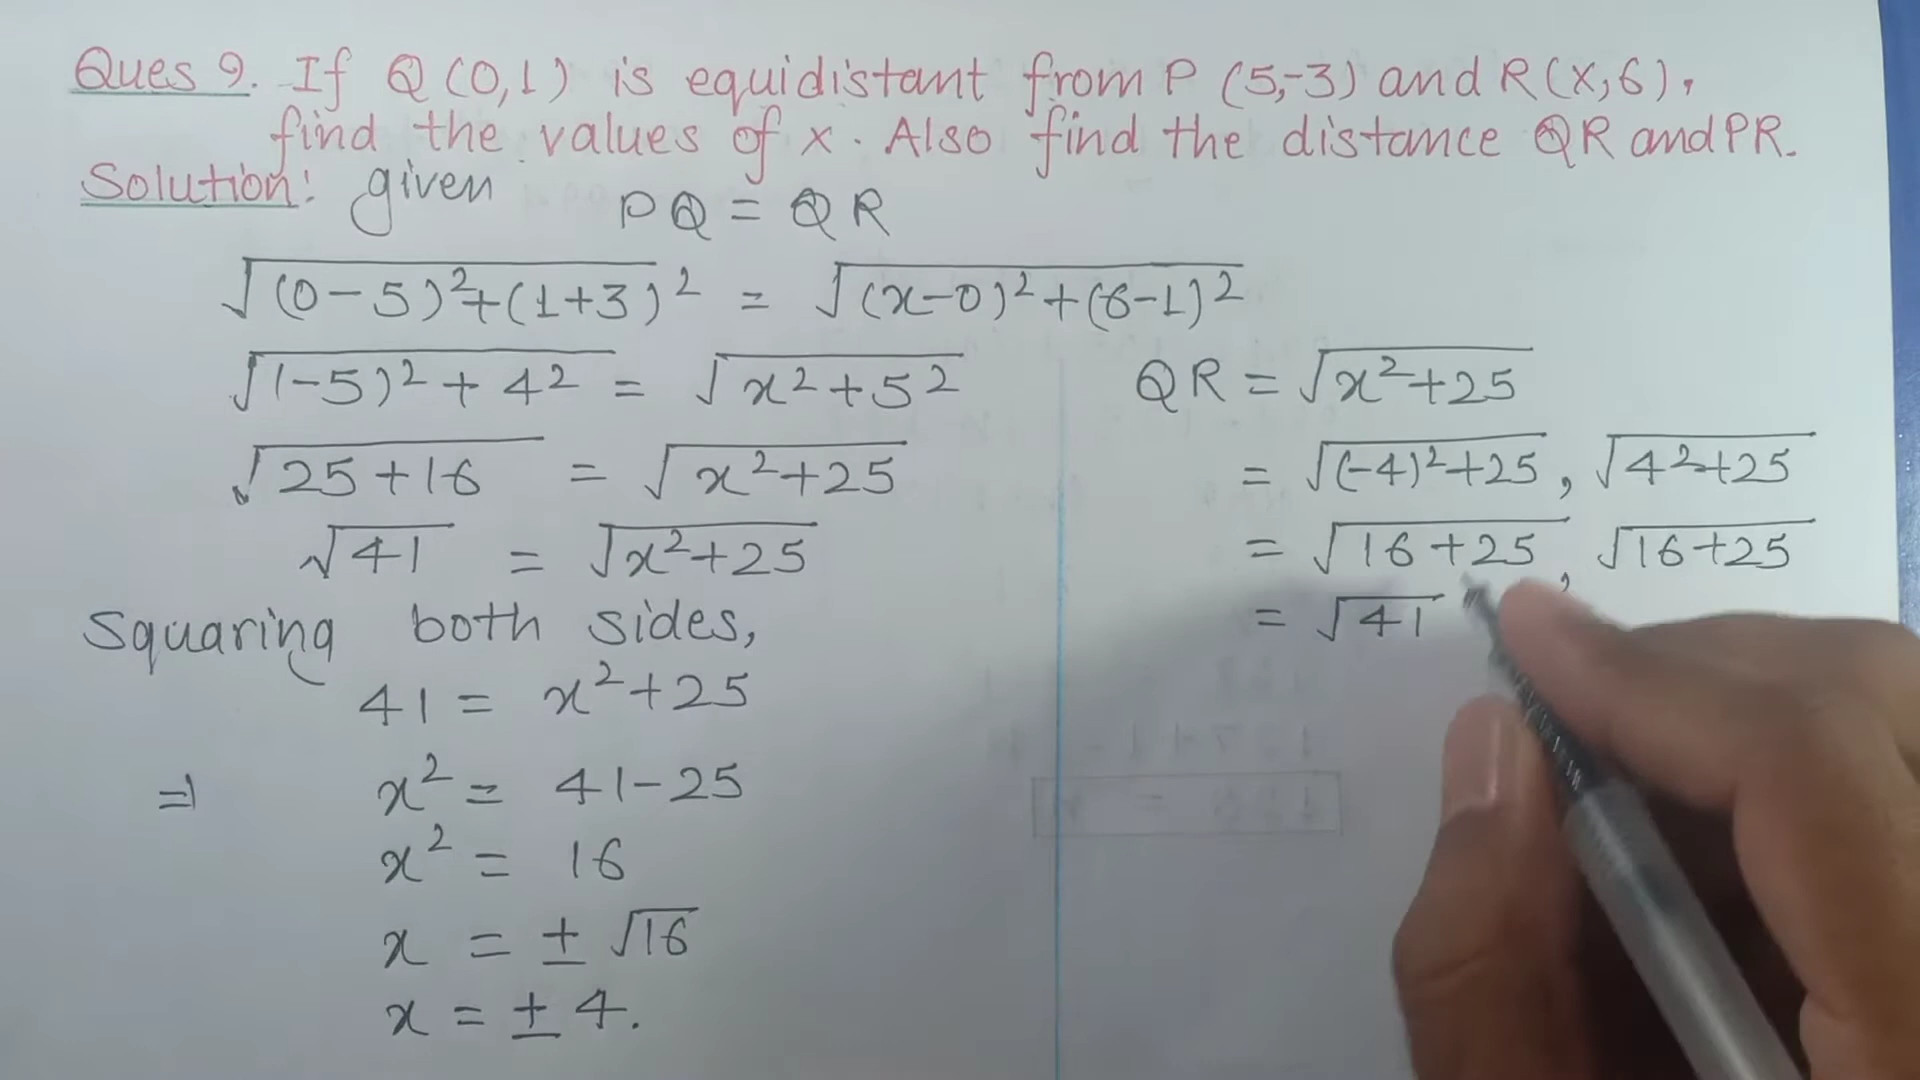 Ques 9. If Q (0,1) is equidistant from P (5,-3) and R(x,6),
find the values of x. Also find the distance QR and PR.
Solution: given
PQ = QR
√(0-5)²+(1+3)² = √(x-0)²+(6-1)²
√(-5)²+4² = √x²+5²
√25+16 = √x²+25
√41 = √x²+25
Squaring both sides,
41 = x²+25
⇒ x² = 41-25
x² = 16
x = ± √16
x = ± 4.
QR = √x²+25
= √(-4)²+25, √4²+25
= √16+25, √16+25
= √41